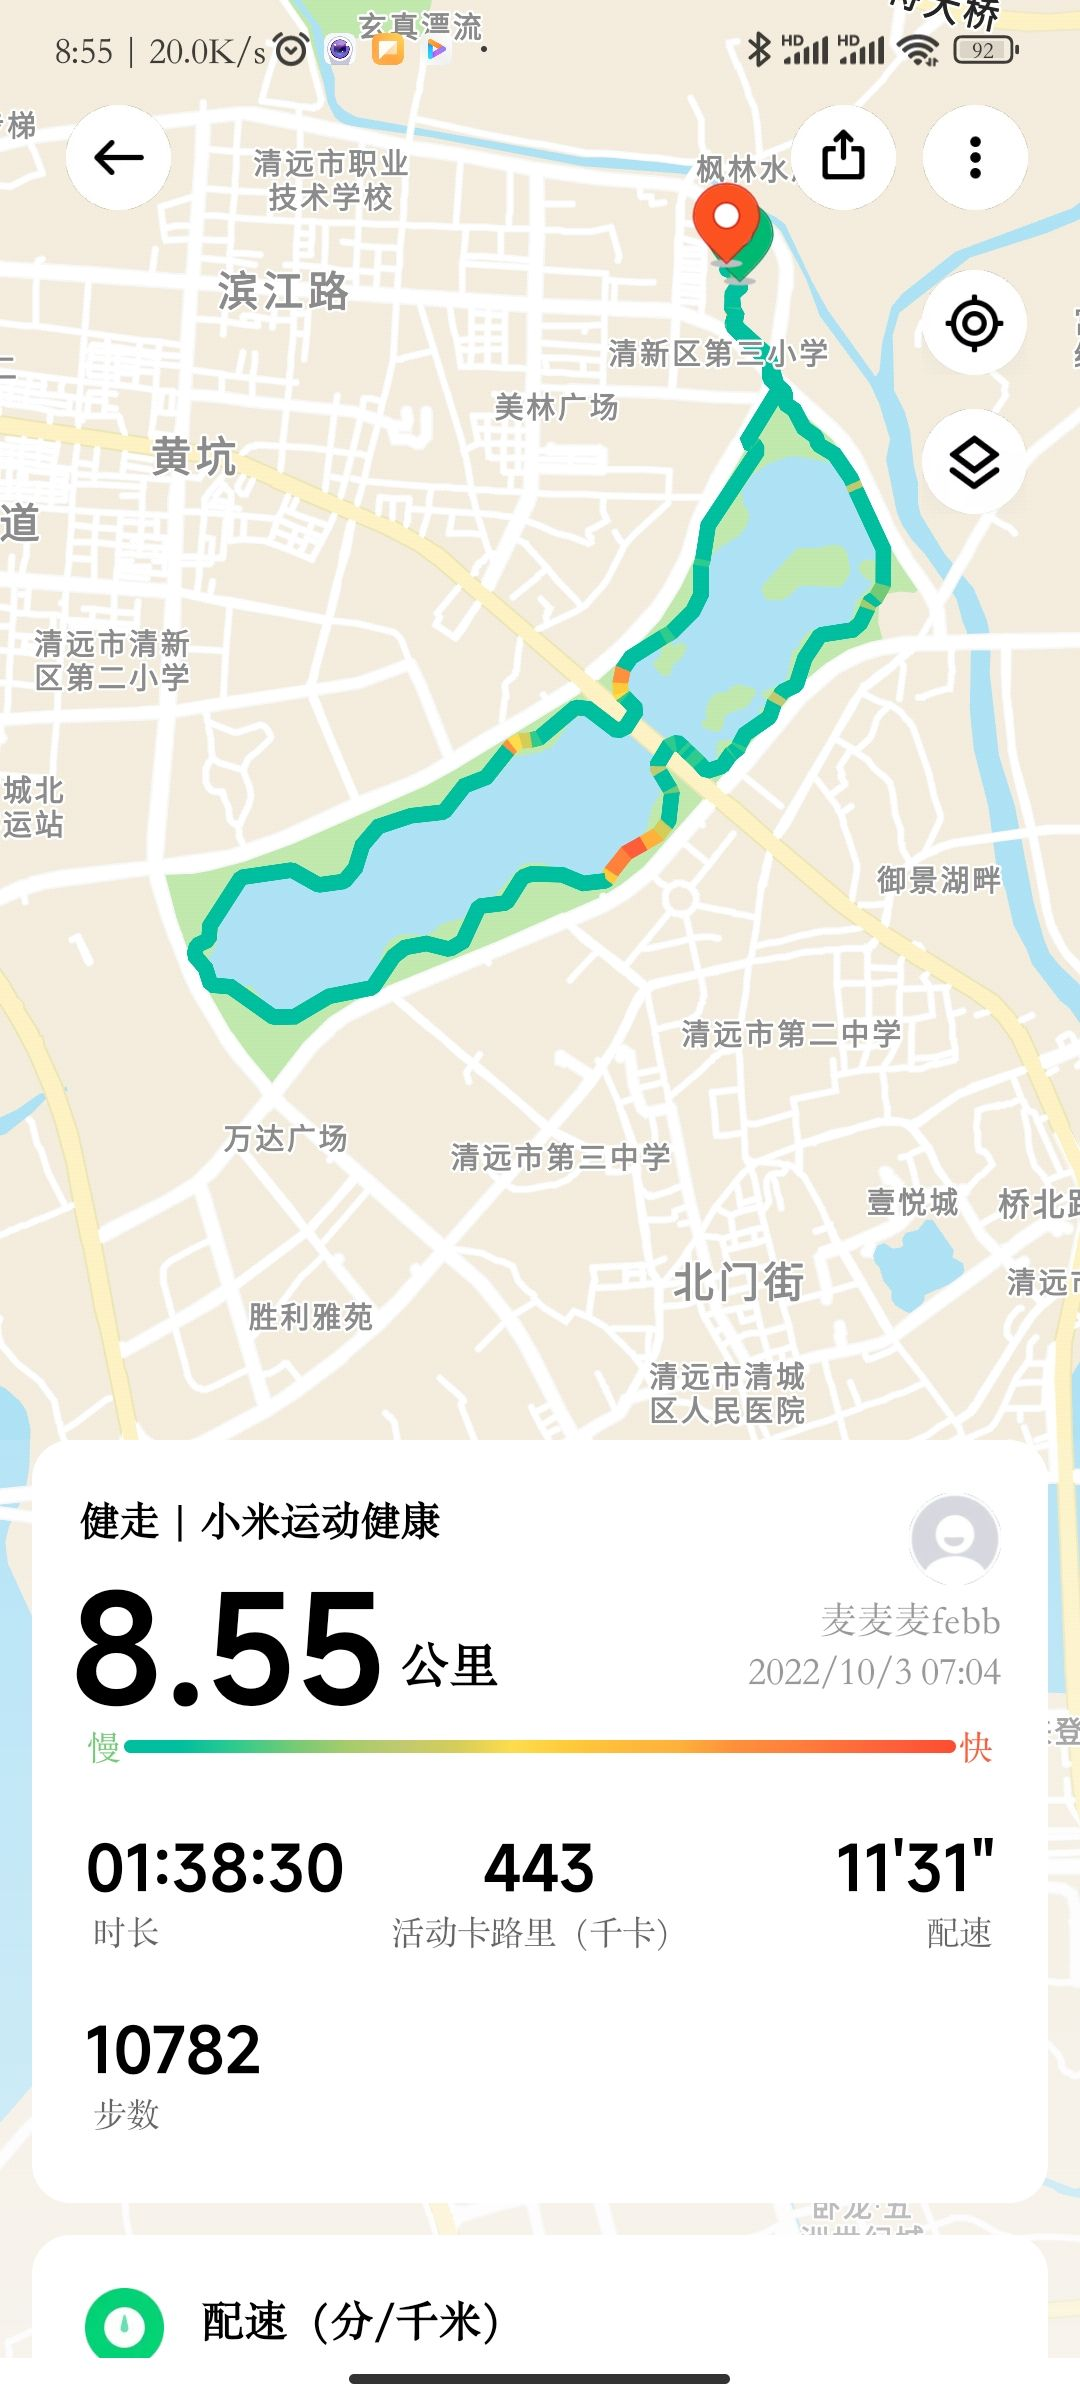 玄真漂流
8:55 | 20.0K/s
HD
HD
92
梯
清远市职业
技术学校
枫林水
滨江路
清新区第三小学
美林广场
黄坑
道
清远市清新
区第二小学
城北
运站
御景湖畔
清远市第二中学
万达广场
清远市第三中学
壹悦城
桥北路
清远市
北门街
胜利雅苑
清远市清城
区人民医院
健走 | 小米运动健康
8.55 公里
麦麦麦febb
2022/10/3 07:04
慢
快
登
01:38:30
443
11'31"
时长
活动卡路里（千卡）
配速
10782
步数
配速（分/千米）